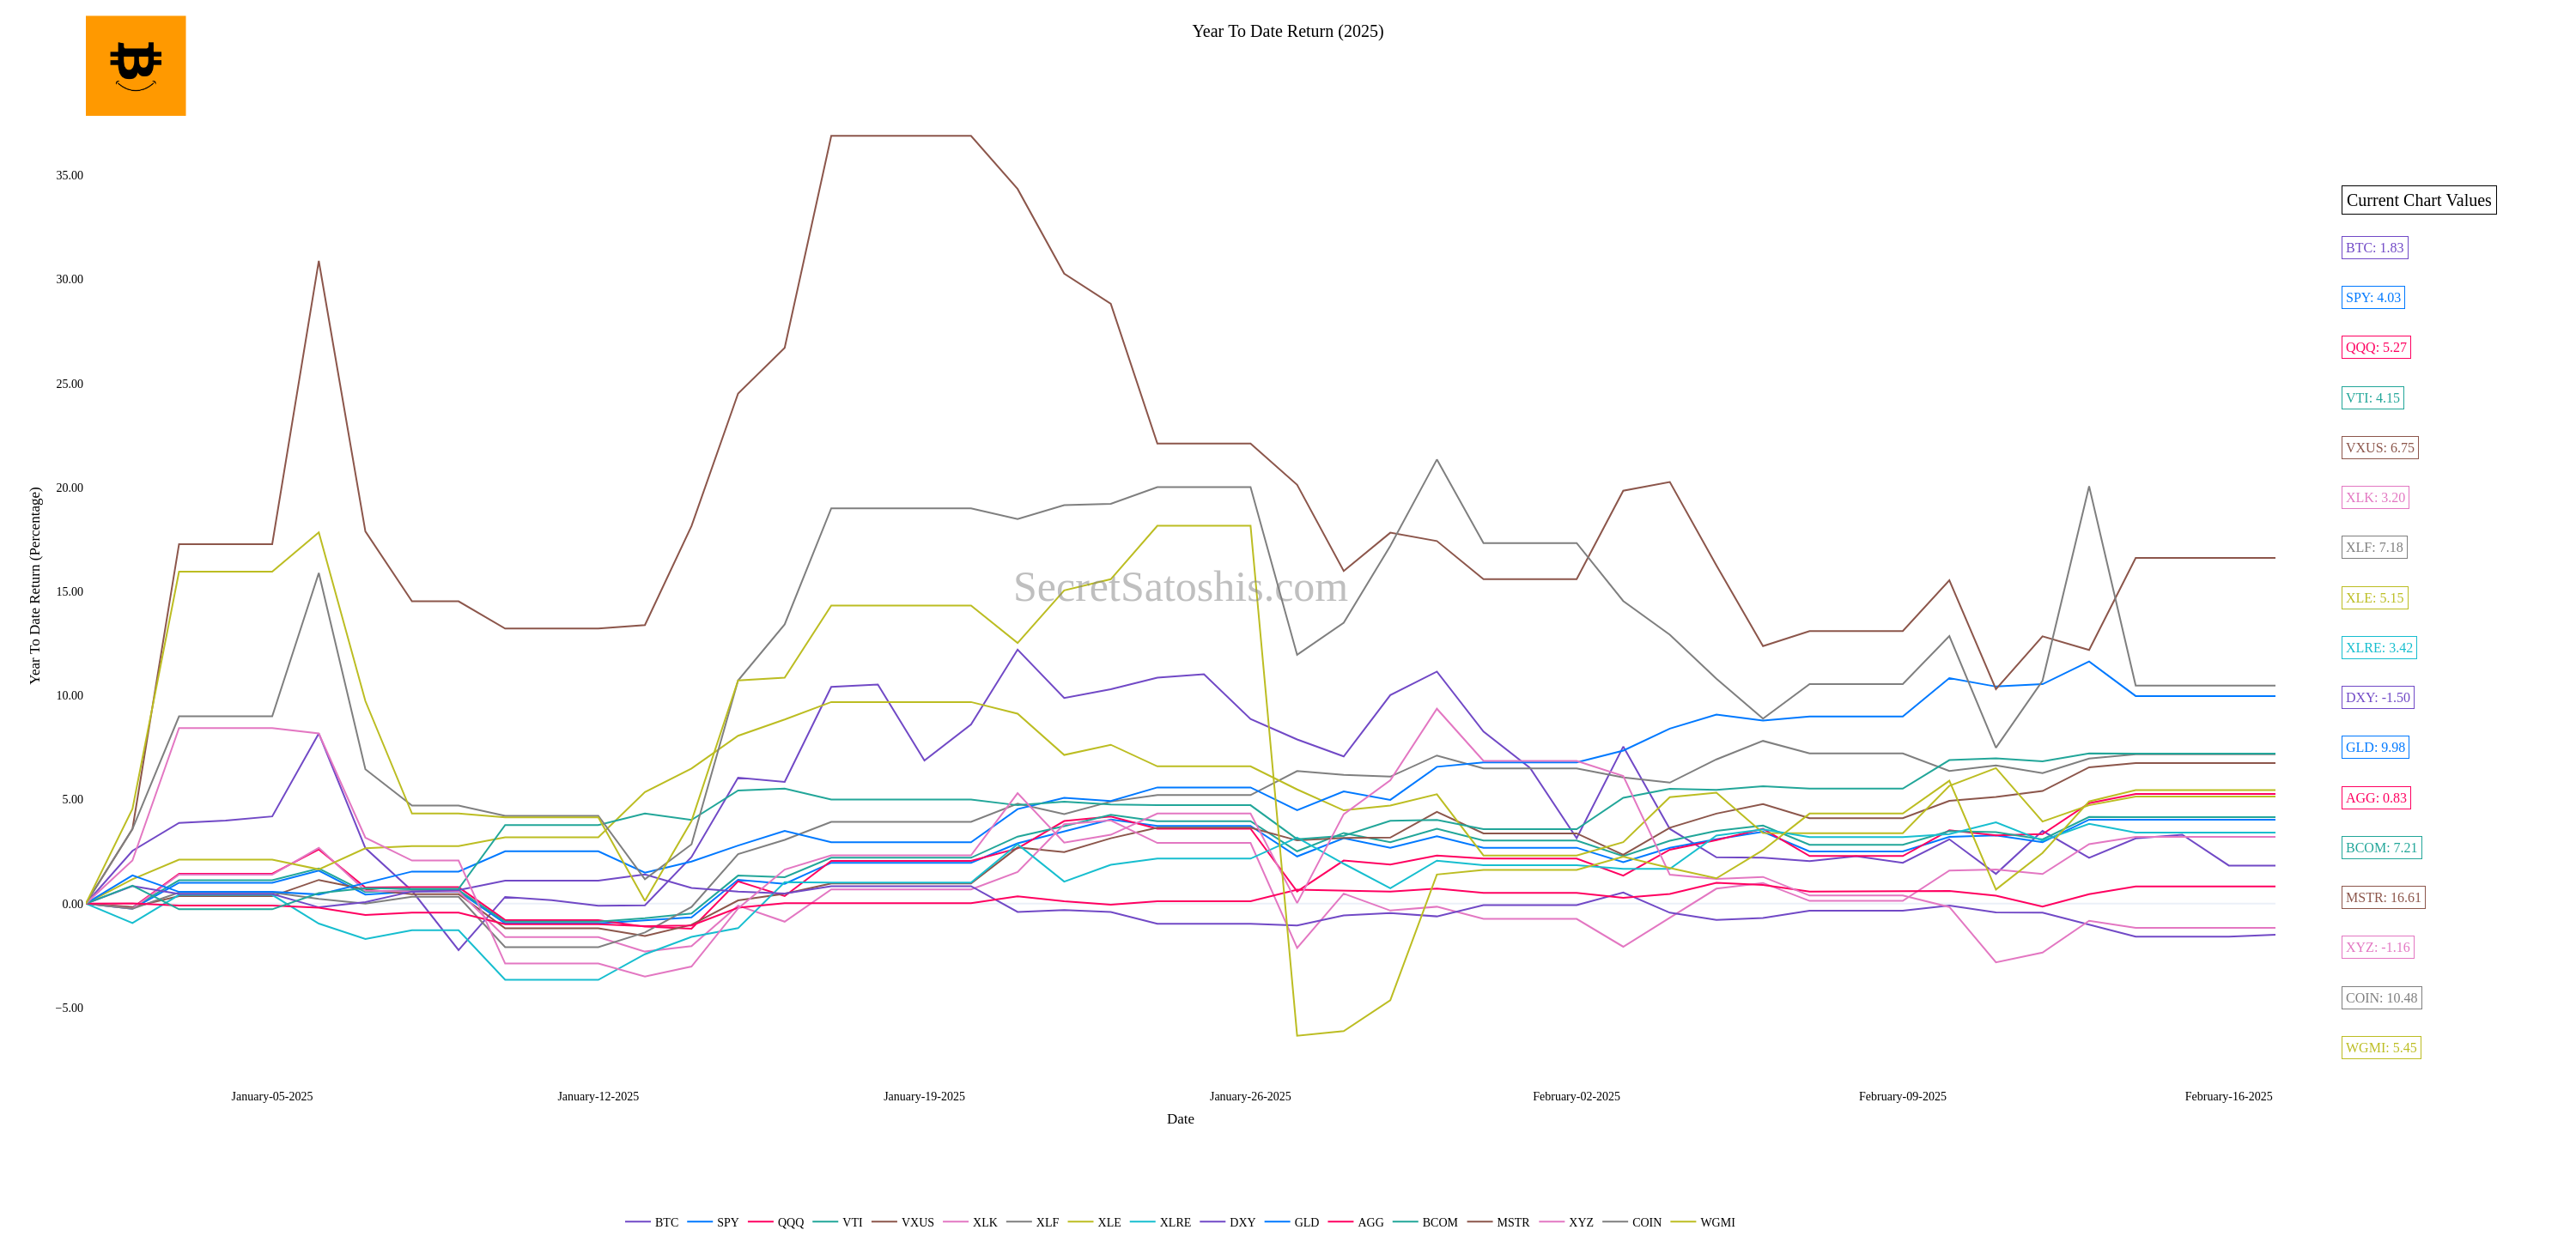 Year To Date Return (2025)
35.00
30.00
25.00
20.00
15.00
10.00
5.00
0.00
−5.00
Year To Date Return (Percentage)
SecretSatoshis.com
January-05-2025
January-12-2025
January-19-2025
January-26-2025
February-02-2025
February-09-2025
February-16-2025
Date
Current Chart Values
BTC: 1.83
SPY: 4.03
QQQ: 5.27
VTI: 4.15
VXUS: 6.75
XLK: 3.20
XLF: 7.18
XLE: 5.15
XLRE: 3.42
DXY: -1.50
GLD: 9.98
AGG: 0.83
BCOM: 7.21
MSTR: 16.61
XYZ: -1.16
COIN: 10.48
WGMI: 5.45
BTC SPY QQQ VTI VXUS XLK XLF XLE XLRE DXY GLD AGG BCOM MSTR XYZ COIN WGMI